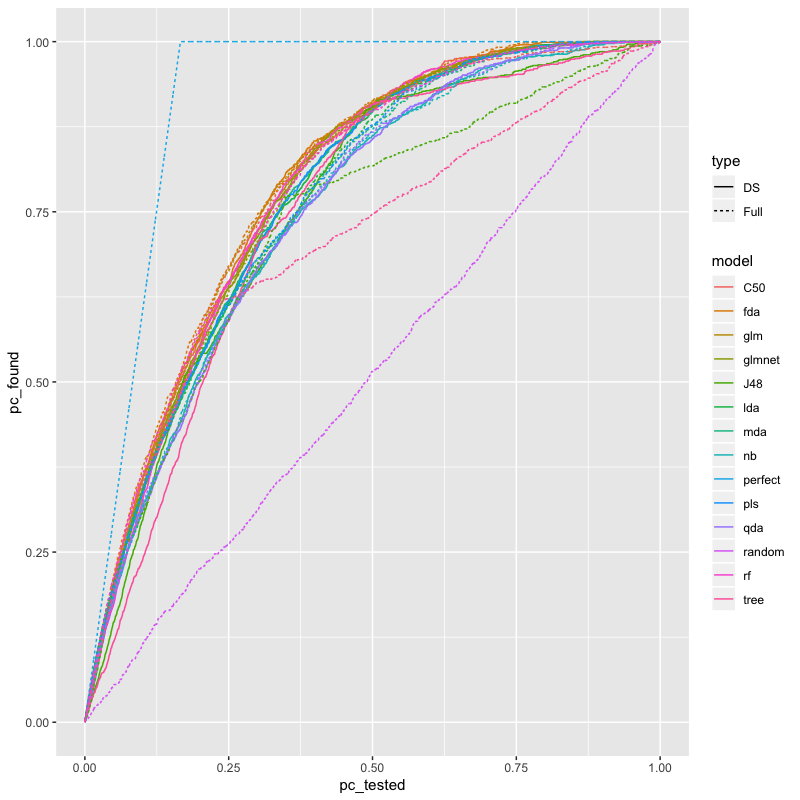 1.00
0.75
0.50
0.25
0.00
pc_found
0.00 0.25 0.50 0.75 1.00
pc_tested
type
DS
Full
model
C50
fda
glm
glmnet
J48
lda
mda
nb
perfect
pls
qda
random
rf
tree